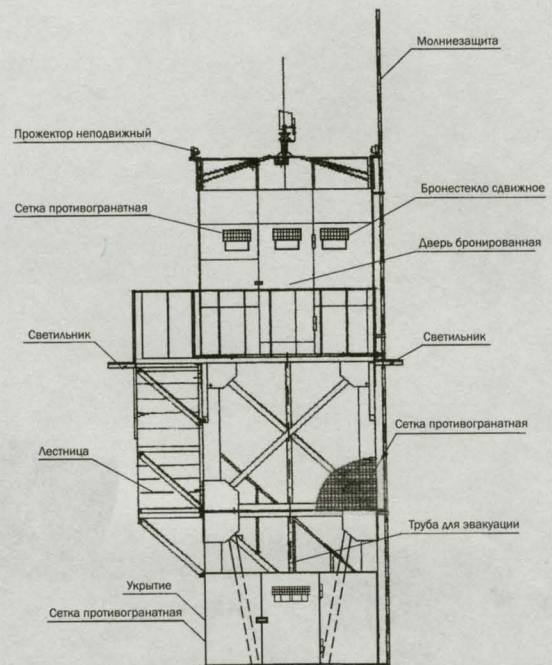 Молниезащита
Прожектор неподвижный
Бронестекло сдвижное
Сетка противогранатная
Дверь бронированная
Светильник
Светильник
Сетка противогранатная
Лестница
Труба для эвакуации
Укрытие
Сетка противогранатная